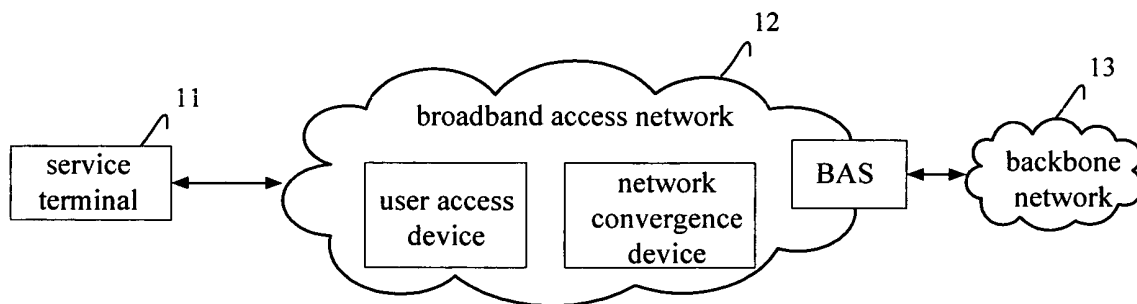 12
13
11
broadband access network
service
terminal
user access
device
network
convergence
device
BAS
backbone
network